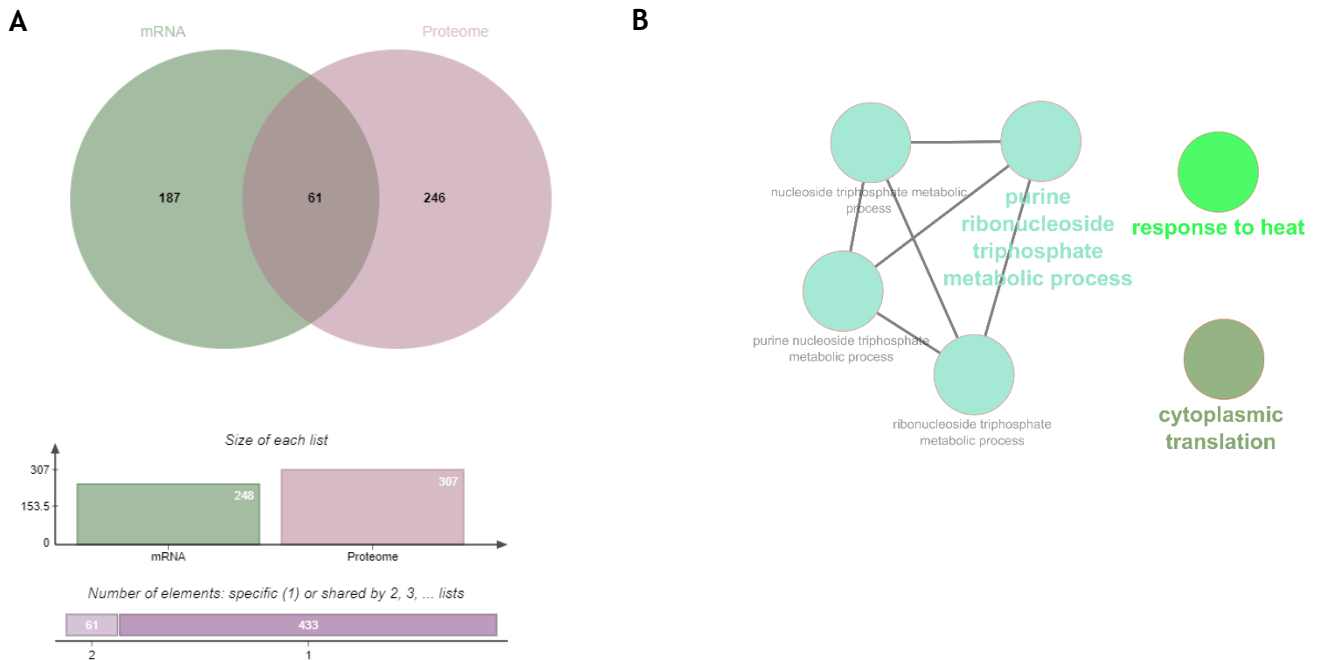 A
mRNA
Proteome
187
61
246
Size of each list
307
153.5
0
248
307
mRNA
Proteome
Number of elements: specific (1) or shared by 2, 3, ... lists
61
433
2
1
B
nucleoside triphosphate metabolic
process
purine
ribonucleoside
triphosphate
metabolic process
purine nucleoside triphosphate
metabolic process
ribonucleoside triphosphate
metabolic process
response to heat
cytoplasmic
translation